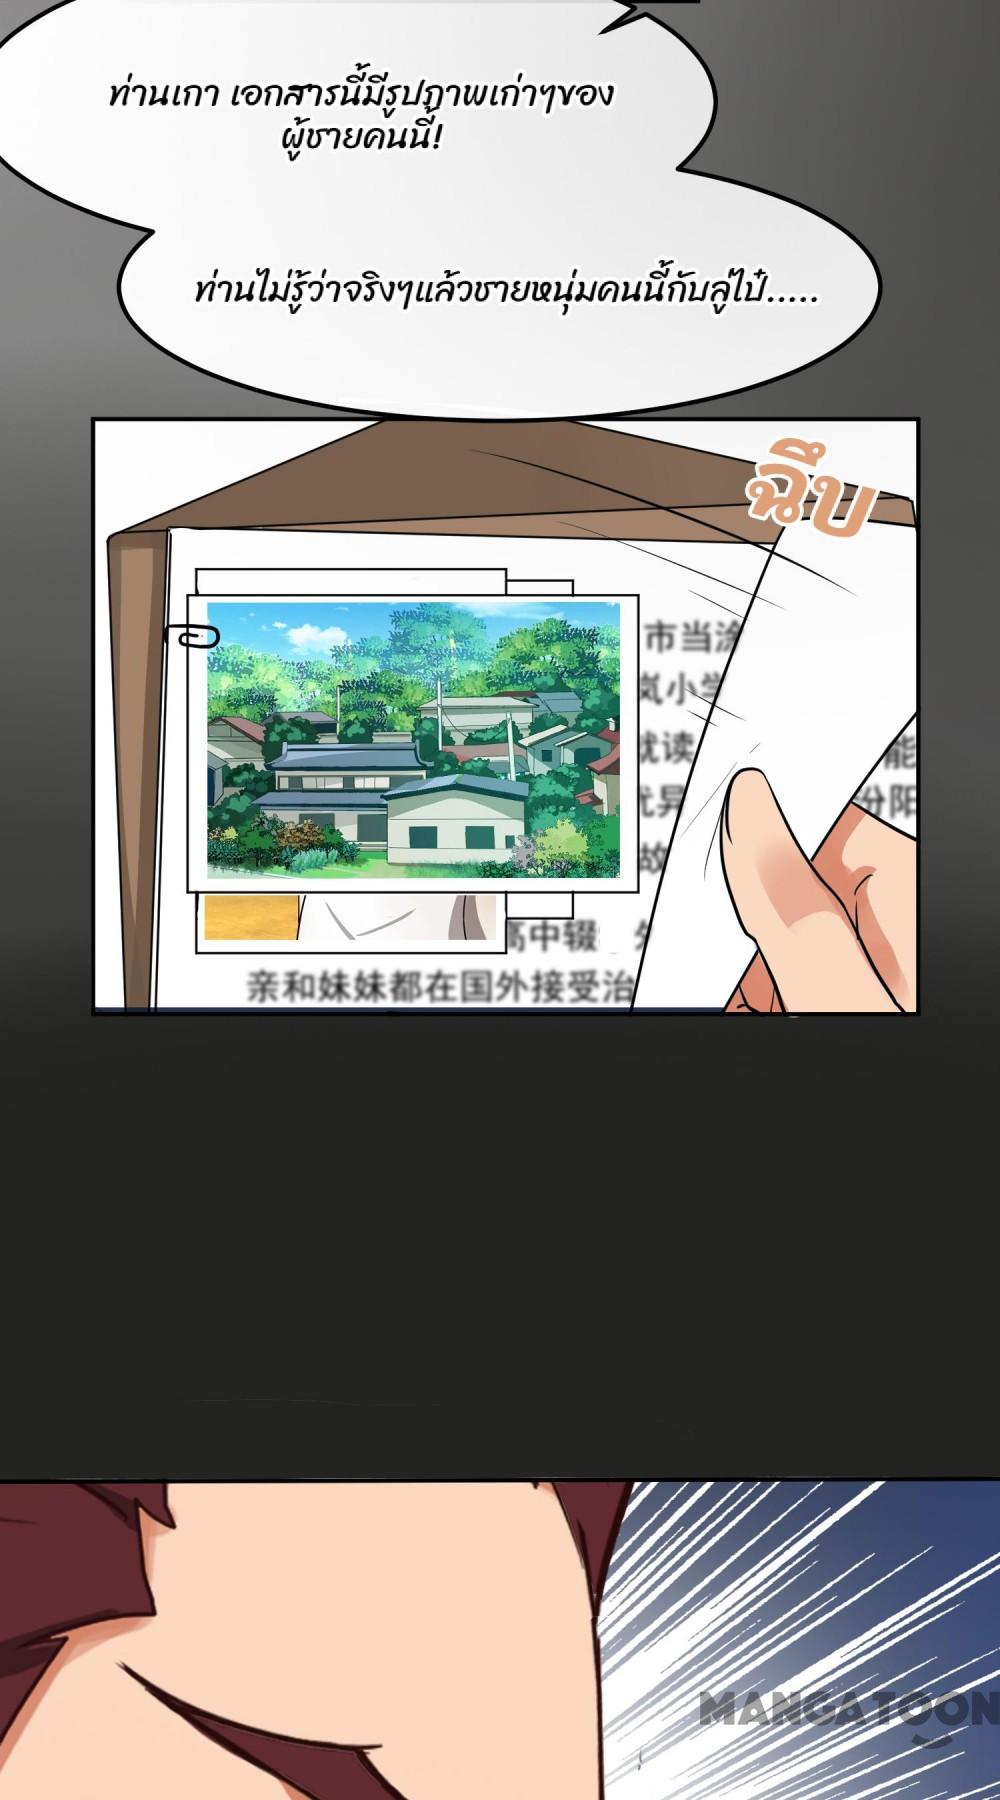 ท่านเกา เอกสารนี้มีรูปภาพเก่าๆของ
ผู้ชายคนนี้!
ท่านไม่รู้ว่าจริงๆแล้วชายหนุ่มคนนี้กับลู่ไป๋.....
ฉึบ
市当涂
岚小学
就读
能
优异
汾阳
故
高中辍
亲和妹妹都在国外接受治
MANGATOON